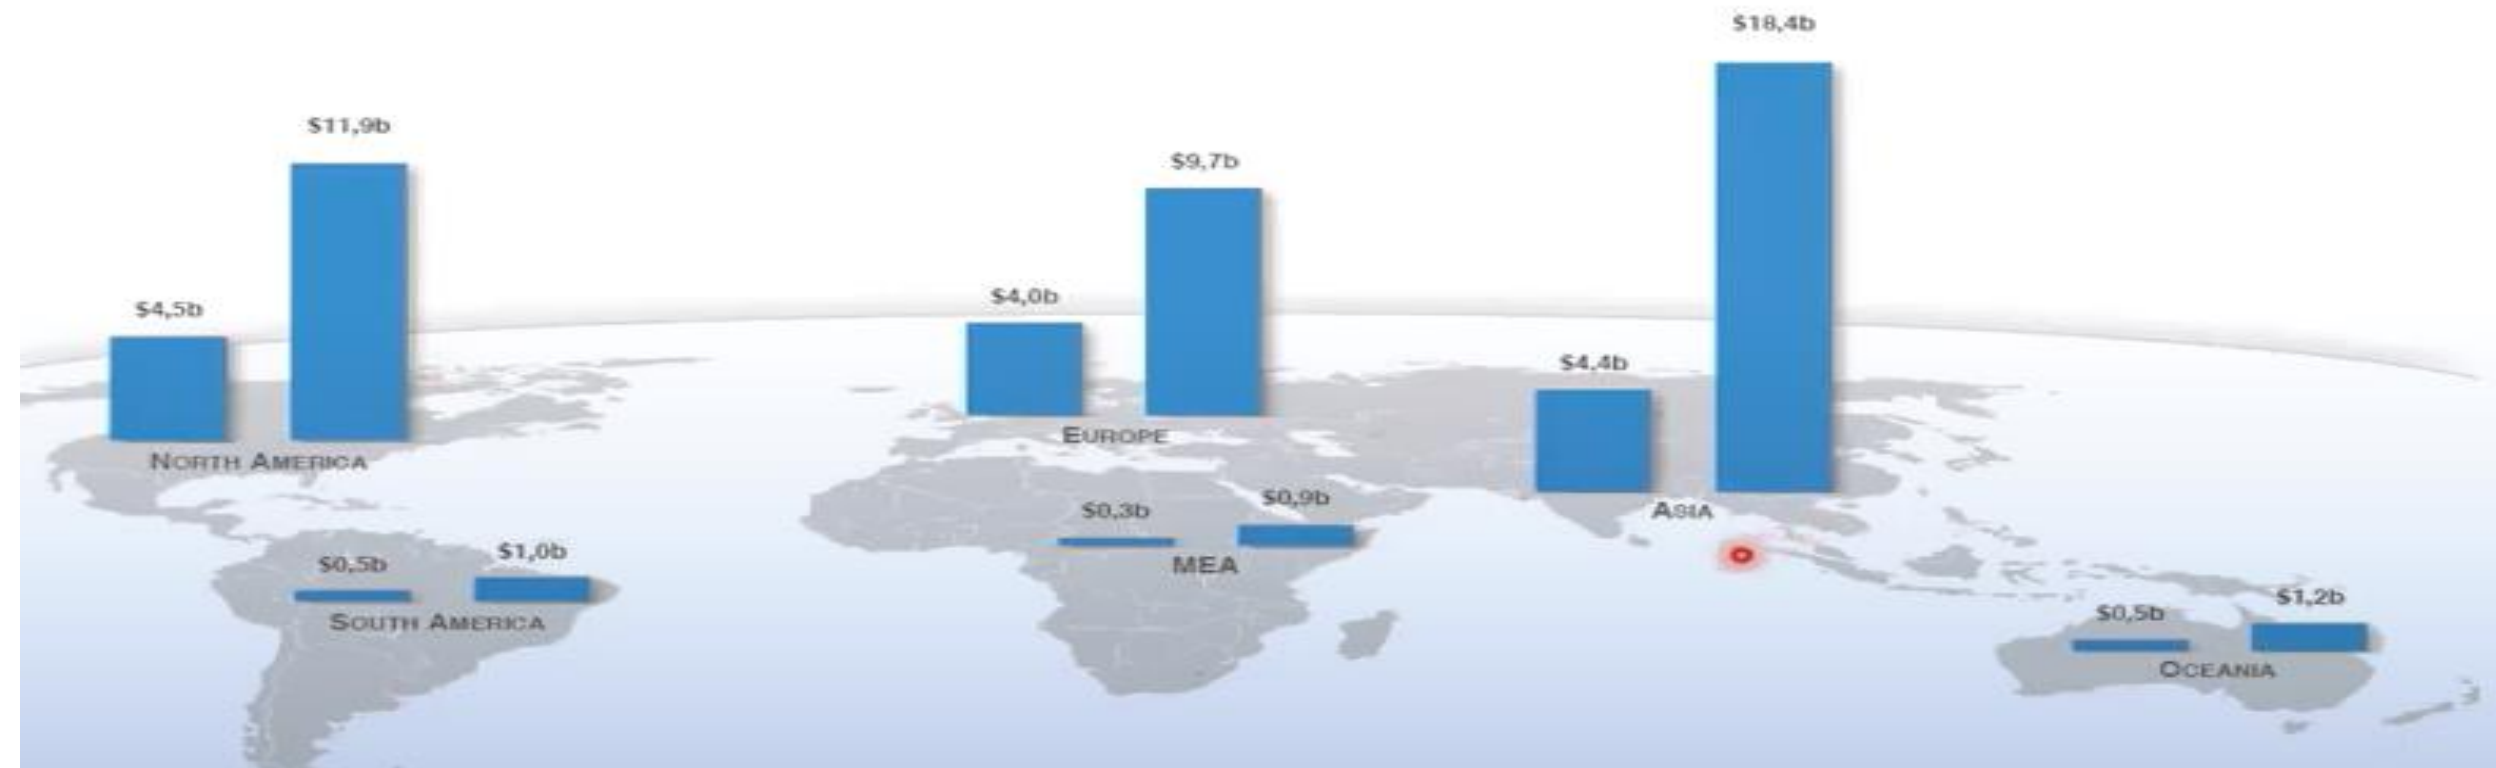 $18,4b
$11,9b
$9,7b
$4,5b
$4,0b
$4,4b
EUROPE
NORTH AMERICA
$0,3b
$0,9b
ASIA
$0,5b
$1,0b
MEA
SOUTH AMERICA
$0,5b
$1,2b
OCEANIA